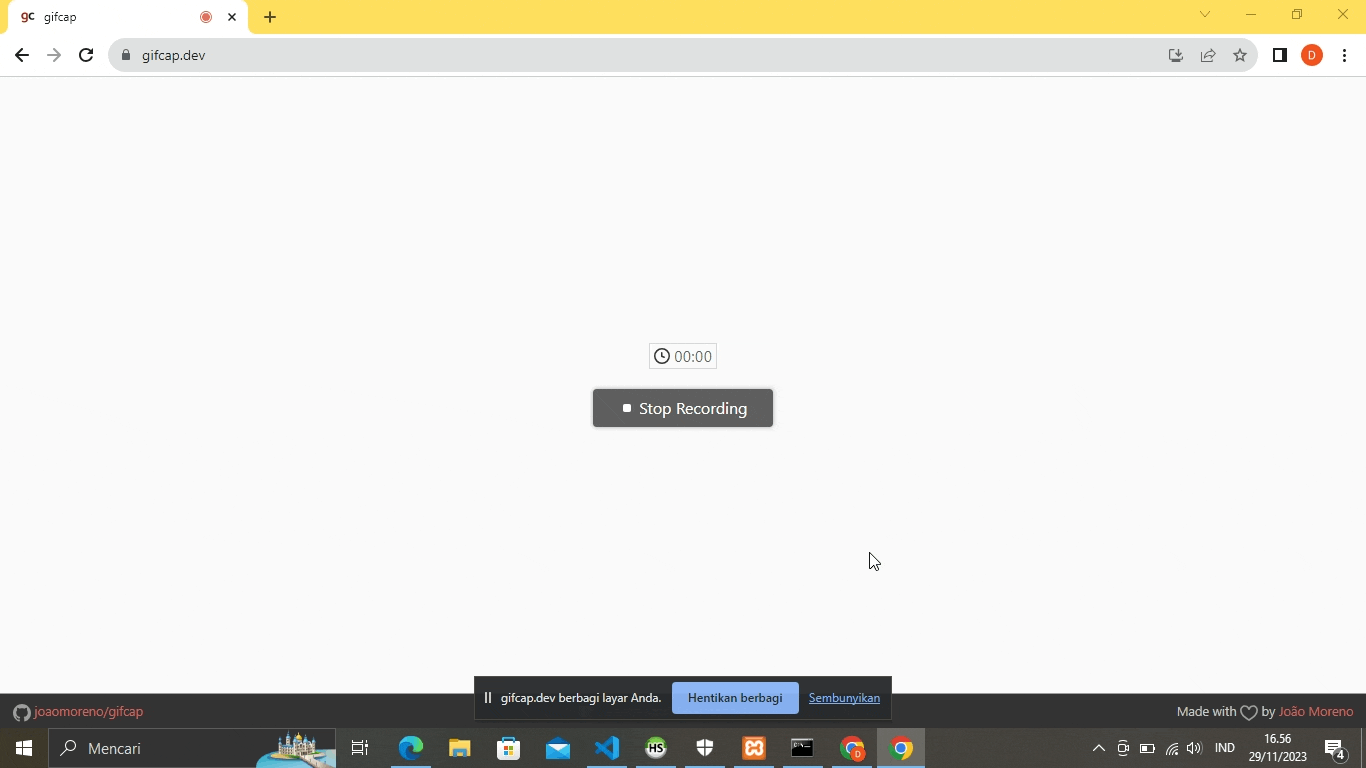 gc gifcap
gifcap.dev
D
00:00
Stop Recording
gifcap.dev berbagi layar Anda. Hentikan berbagi Sembunyikan
joaomoreno/gifcap
Made with by João Moreno
Mencari
HS
D
IND
16.56
29/11/2023
4